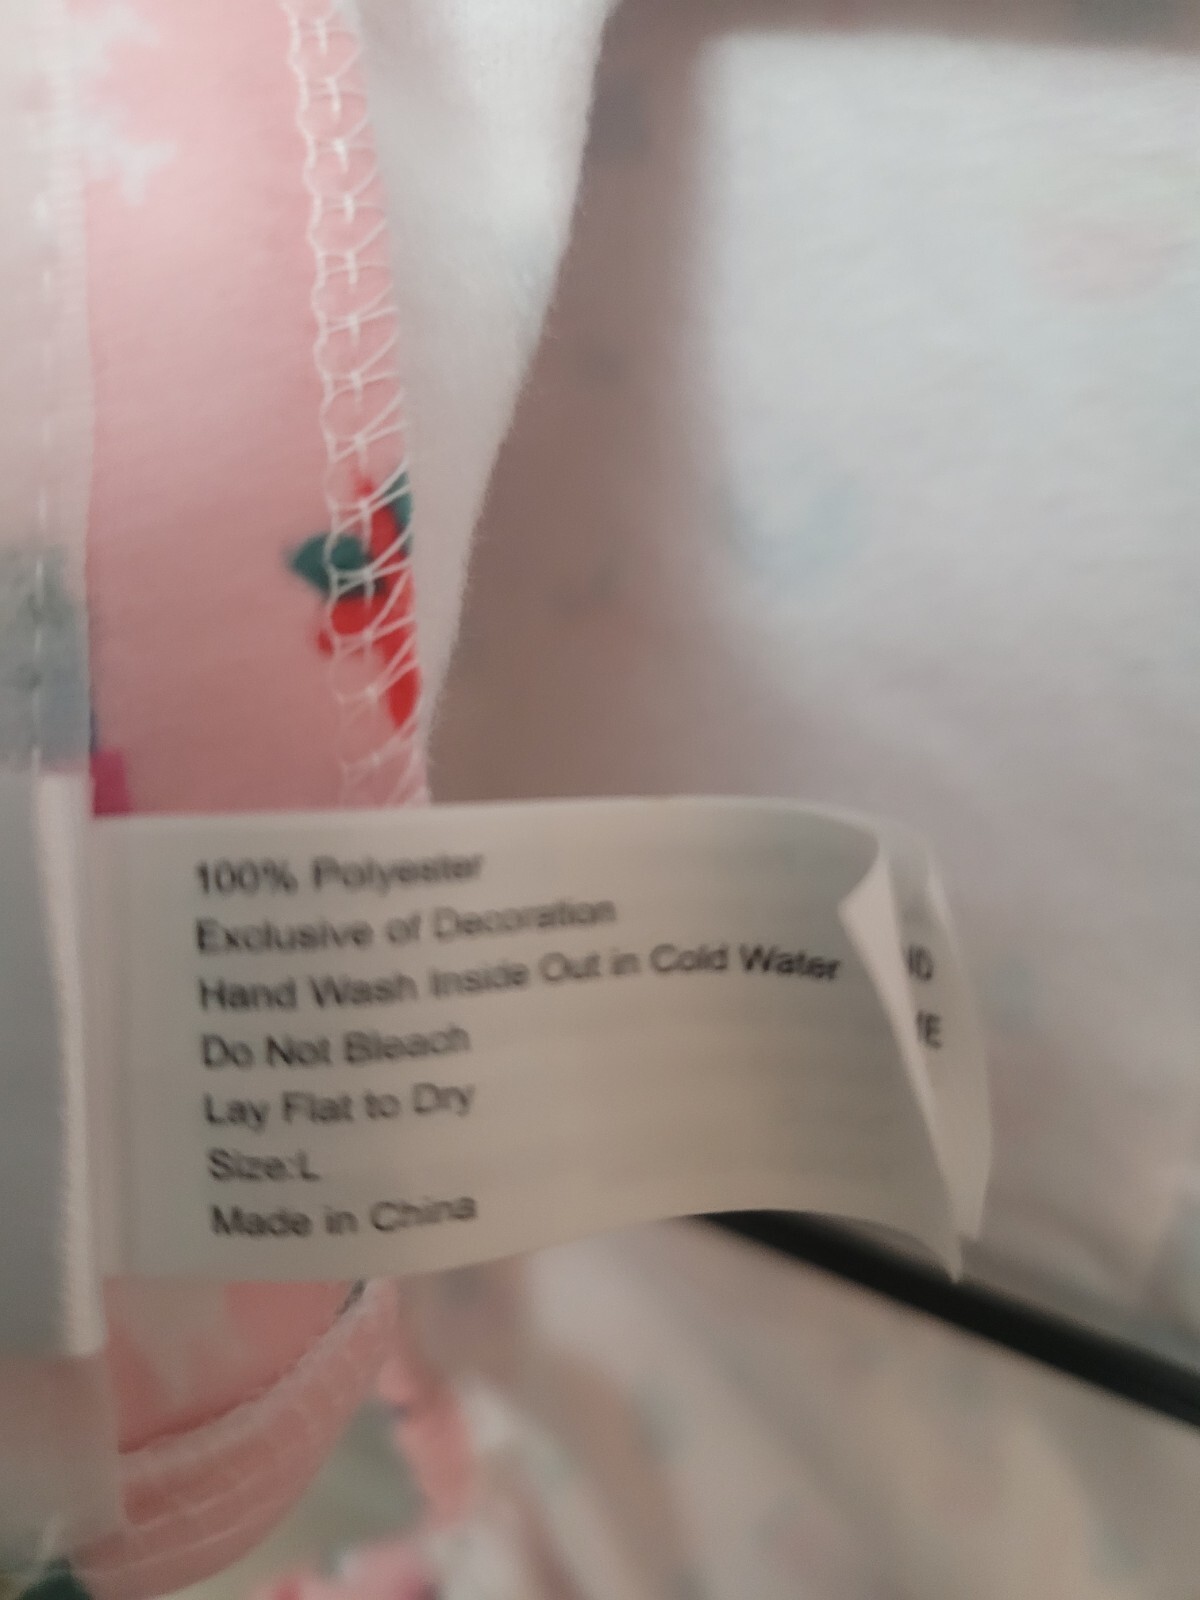 100% Polyester
Exclusive of Decoration
Hand Wash Inside Out in Cold Water
Do Not Bleach
Lay Flat to Dry
Size:L
Made in China